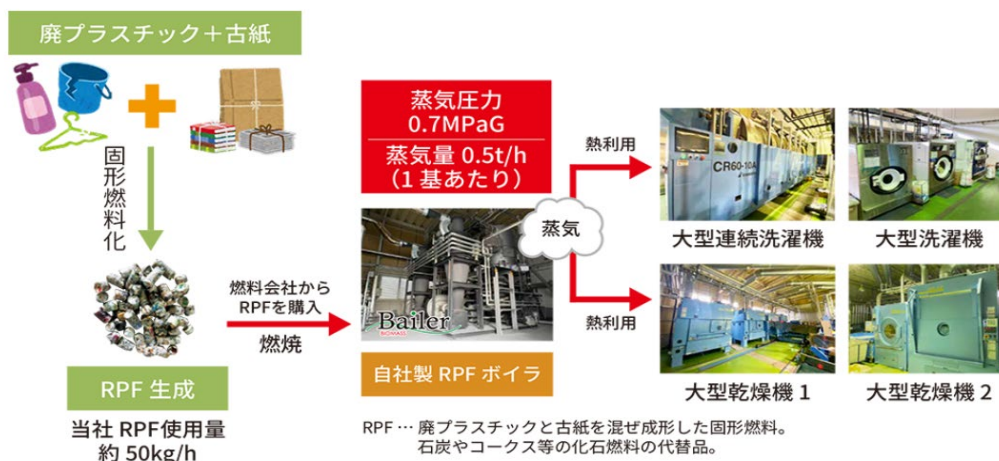 廃プラスチック＋古紙
固形燃料化
RPF 生成
当社 RPF使用量
約 50kg/h
燃料会社から
RPFを購入
燃焼
蒸気圧力
0.7MPaG
蒸気量 0.5t/h
（1 基あたり）
Bailer
BIOMASS
自社製 RPF ボイラ
蒸気
熱利用
熱利用
CR60-10A
大型連続洗濯機
大型洗濯機
大型乾燥機 1
大型乾燥機 2
RPF … 廃プラスチックと古紙を混ぜ成形した固形燃料。
石炭やコークス等の化石燃料の代替品。